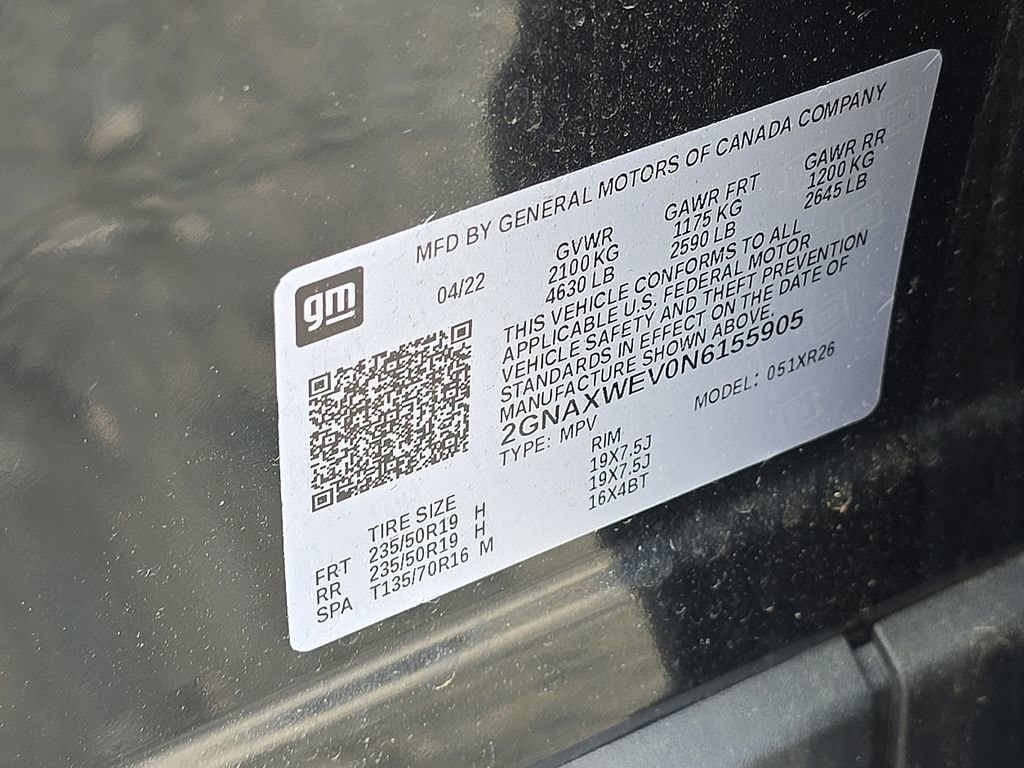 MFD BY GENERAL MOTORS OF CANADA COMPANY
gm
04/22
GVWR GAWR FRT GAWR RR
2100 KG 1175 KG 1200 KG
4630 LB 2590 LB 2645 LB
THIS VEHICLE CONFORMS TO ALL
APPLICABLE U.S. FEDERAL MOTOR
VEHICLE SAFETY AND THEFT PREVENTION
STANDARDS IN EFFECT ON THE DATE OF
MANUFACTURE SHOWN ABOVE.
2GNAXWEV0N6155905
TYPE: MPV MODEL: 051XR26
TIRE SIZE RIM
FRT 235/50R19 H 19X7.5J
RR 235/50R19 H 19X7.5J
SPA T135/70R16 M 16X4BT